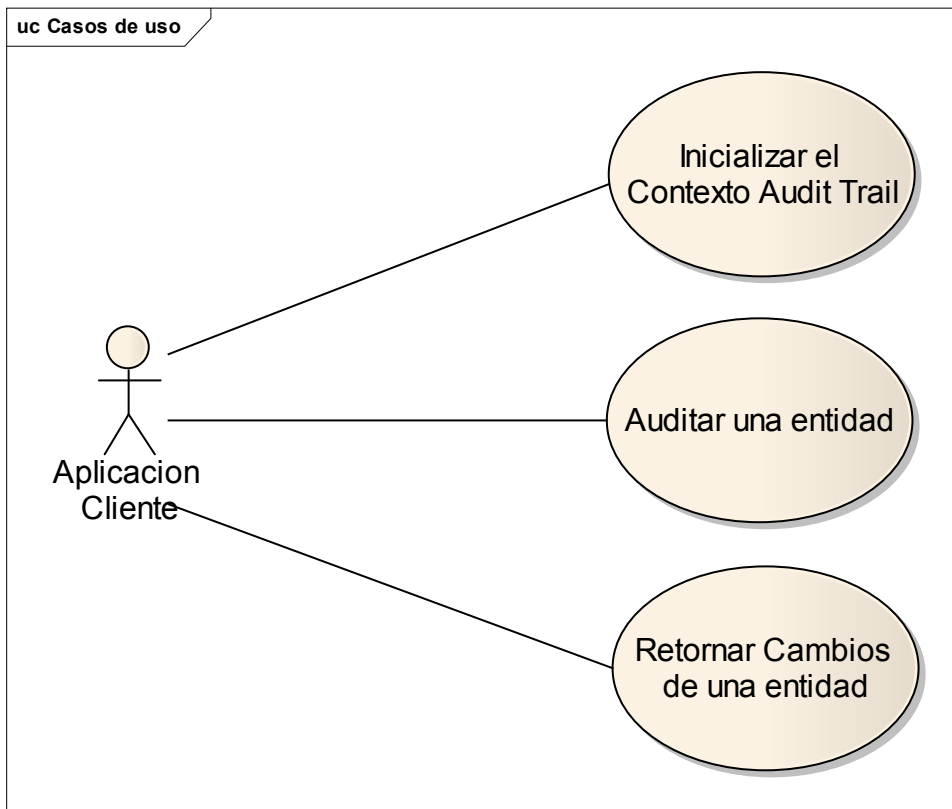 uc Casos de uso
Inicializar el
Contexto Audit Trail
Auditar una entidad
Aplicacion
Cliente
Retornar Cambios
de una entidad